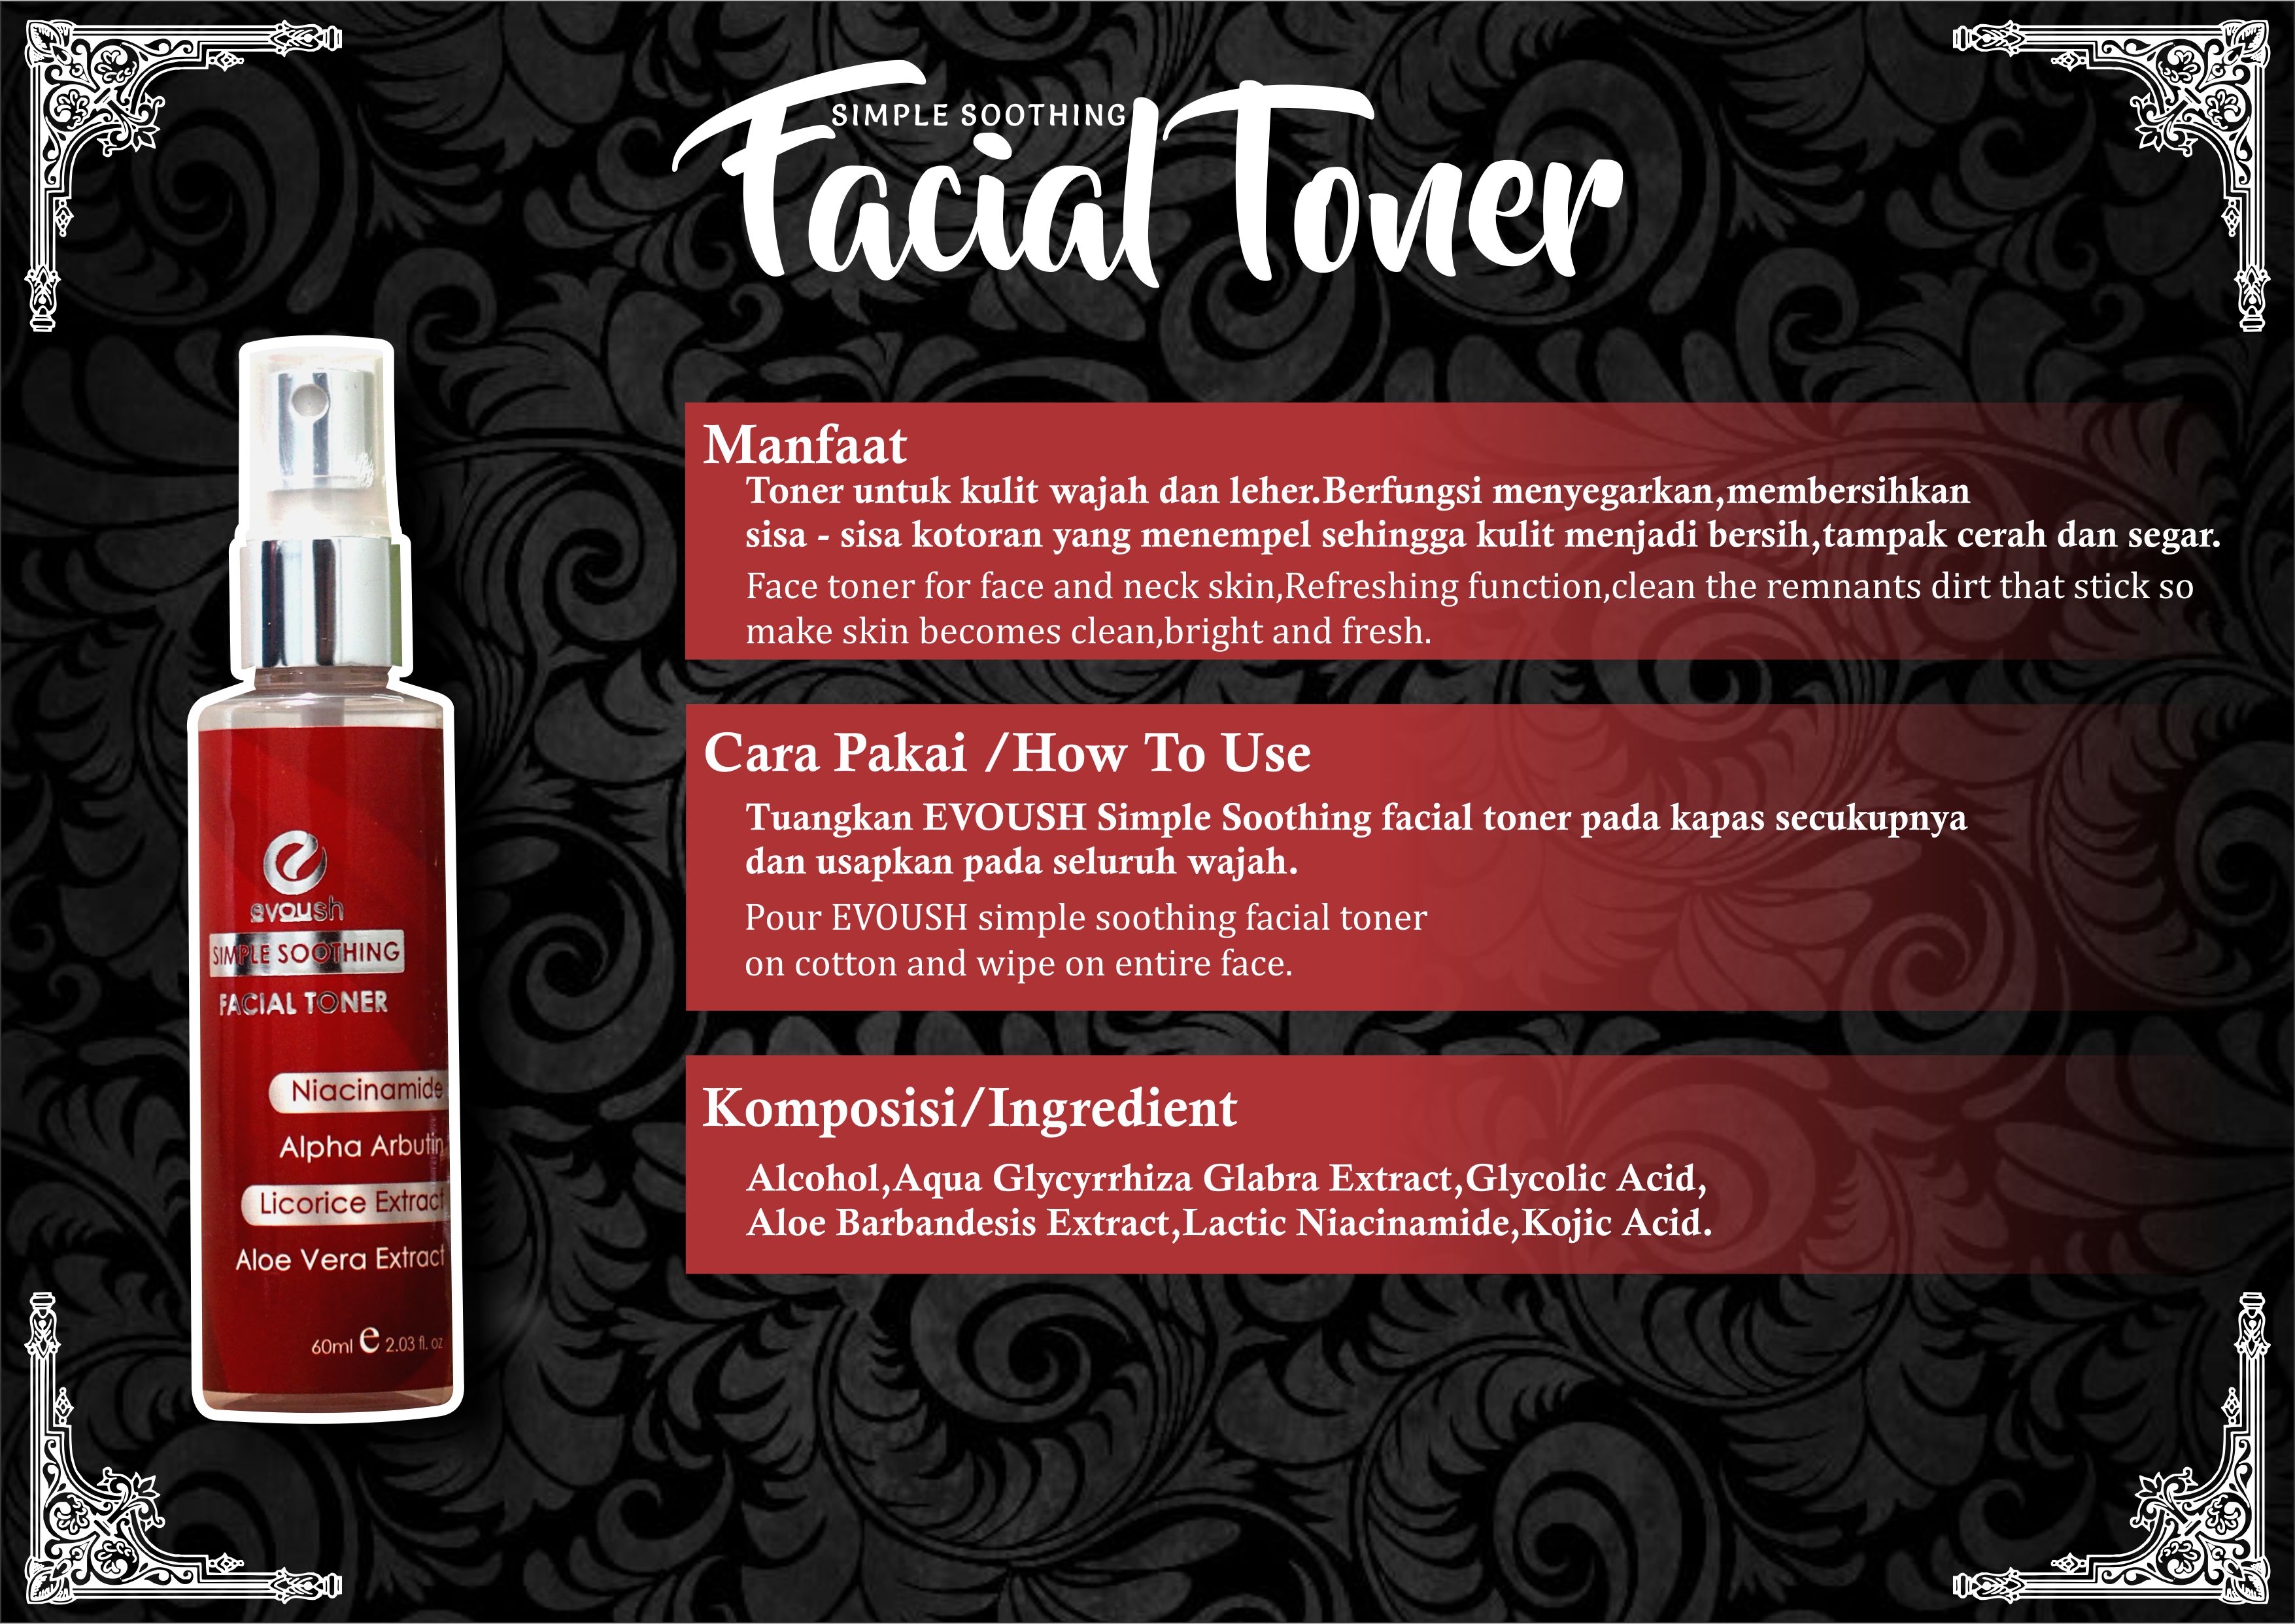 SIMPLE SOOTHING
Facial Toner
Manfaat
Toner untuk kulit wajah dan leher.Berfungsi menyegarkan,membersihkan
sisa - sisa kotoran yang menempel sehingga kulit menjadi bersih,tampak cerah dan segar.
Face toner for face and neck skin,Refreshing function,clean the remnants dirt that stick so
make skin becomes clean,bright and fresh.
Cara Pakai /How To Use
Tuangkan EVOUSH Simple Soothing facial toner pada kapas secukupnya
dan usapkan pada seluruh wajah.
Pour EVOUSH simple soothing facial toner
on cotton and wipe on entire face.
Komposisi/Ingredient
Alcohol,Aqua Glycyrrhiza Glabra Extract,Glycolic Acid,
Aloe Barbandesis Extract,Lactic Niacinamide,Kojic Acid.
evoush
SIMPLE SOOTHING
FACIAL TONER
Niacinamide
Alpha Arbutin
Licorice Extract
Aloe Vera Extract
60ml e 2.03 fl. oz